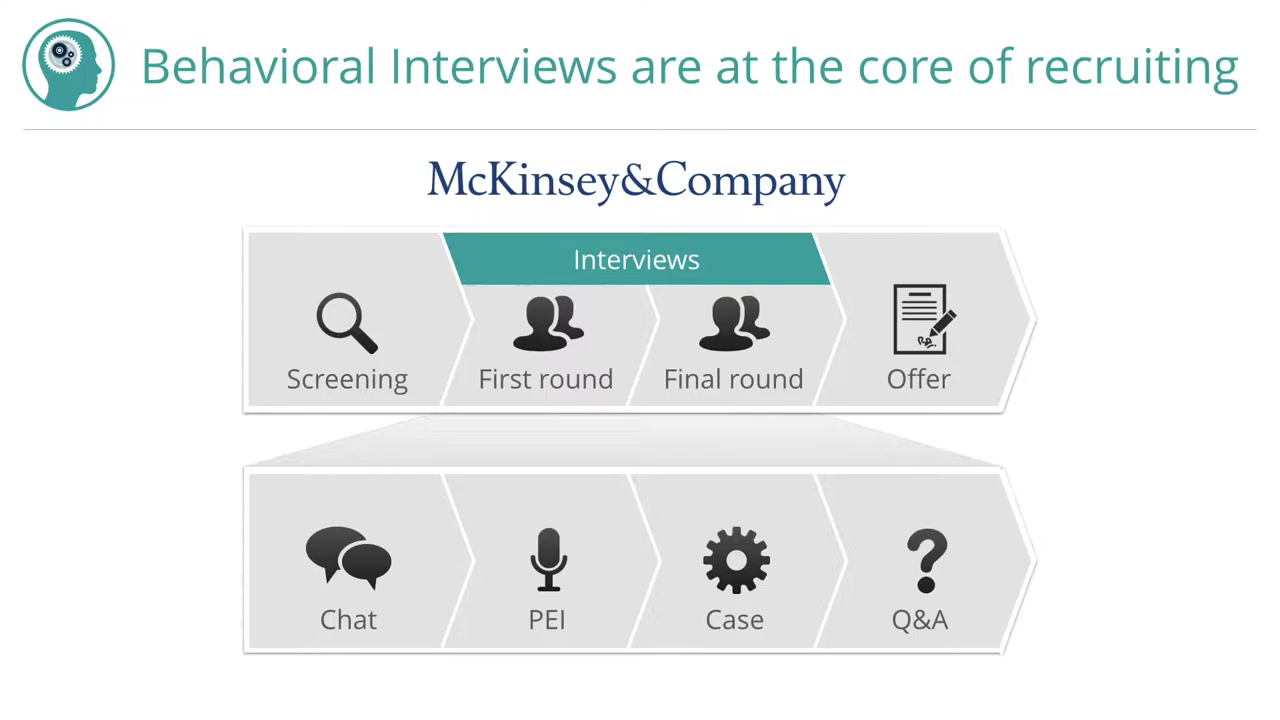 Behavioral Interviews are at the core of recruiting
McKinsey&Company
Interviews
Screening
First round
Final round
Offer
Chat
PEI
Case
Q&A